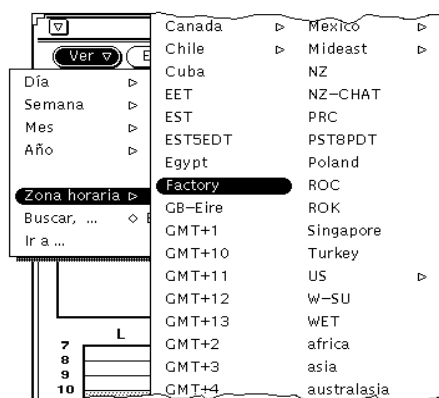 Ver
E
Día
Semana
Mes
Año
Zona horaria
Buscar, ...
E
Ir a ...
L
7
8
9
10
Canada
Chile
Cuba
EET
EST
EST5EDT
Egypt
Factory
GB-Eire
GMT+1
GMT+10
GMT+11
GMT+12
GMT+13
GMT+2
GMT+3
GMT+4
Mexico
Mideast
NZ
NZ-CHAT
PRC
PST8PDT
Poland
ROC
ROK
Singapore
Turkey
US
W-SU
WET
africa
asia
australasia